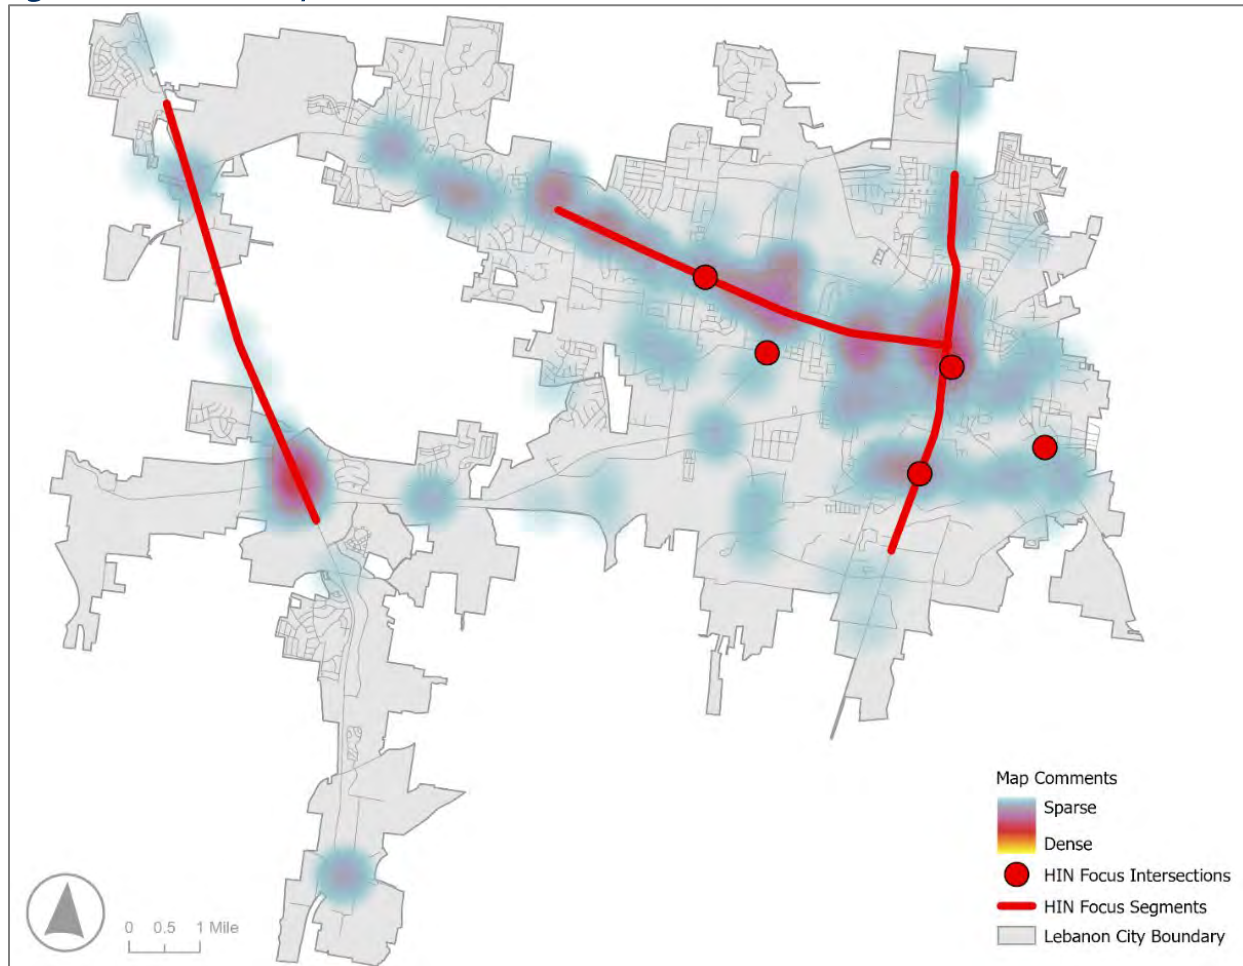 Map Comments
Sparse
Dense
HIN Focus Intersections
HIN Focus Segments
Lebanon City Boundary
0 0.5 1 Mile